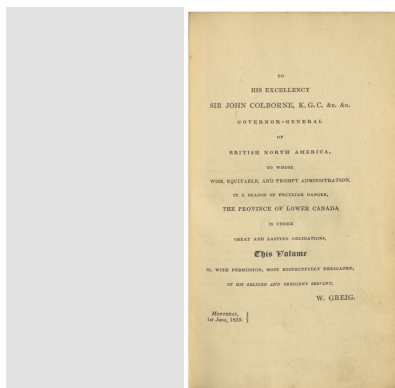 TO
HIS EXCELLENCY
SIR JOHN COLBORNE, K. G. C. &c. &c.
GOVERNOR-GENERAL
OF
BRITISH NORTH AMERICA,
TO WHOSE
WISE, EQUITABLE, AND PROMPT ADMINISTRATION,
IN A SEASON OF PECULIAR DANGER,
THE PROVINCE OF LOWER CANADA
IS UNDER
GREAT AND LASTING OBLIGATIONS,
This Volume
IS, WITH PERMISSION, MOST RESPECTFULLY DEDICATED,
BY HIS OBLIGED AND OBEDIENT SERVANT,
W. GREIG.
MONTREAL, }
1st June, 1839. }